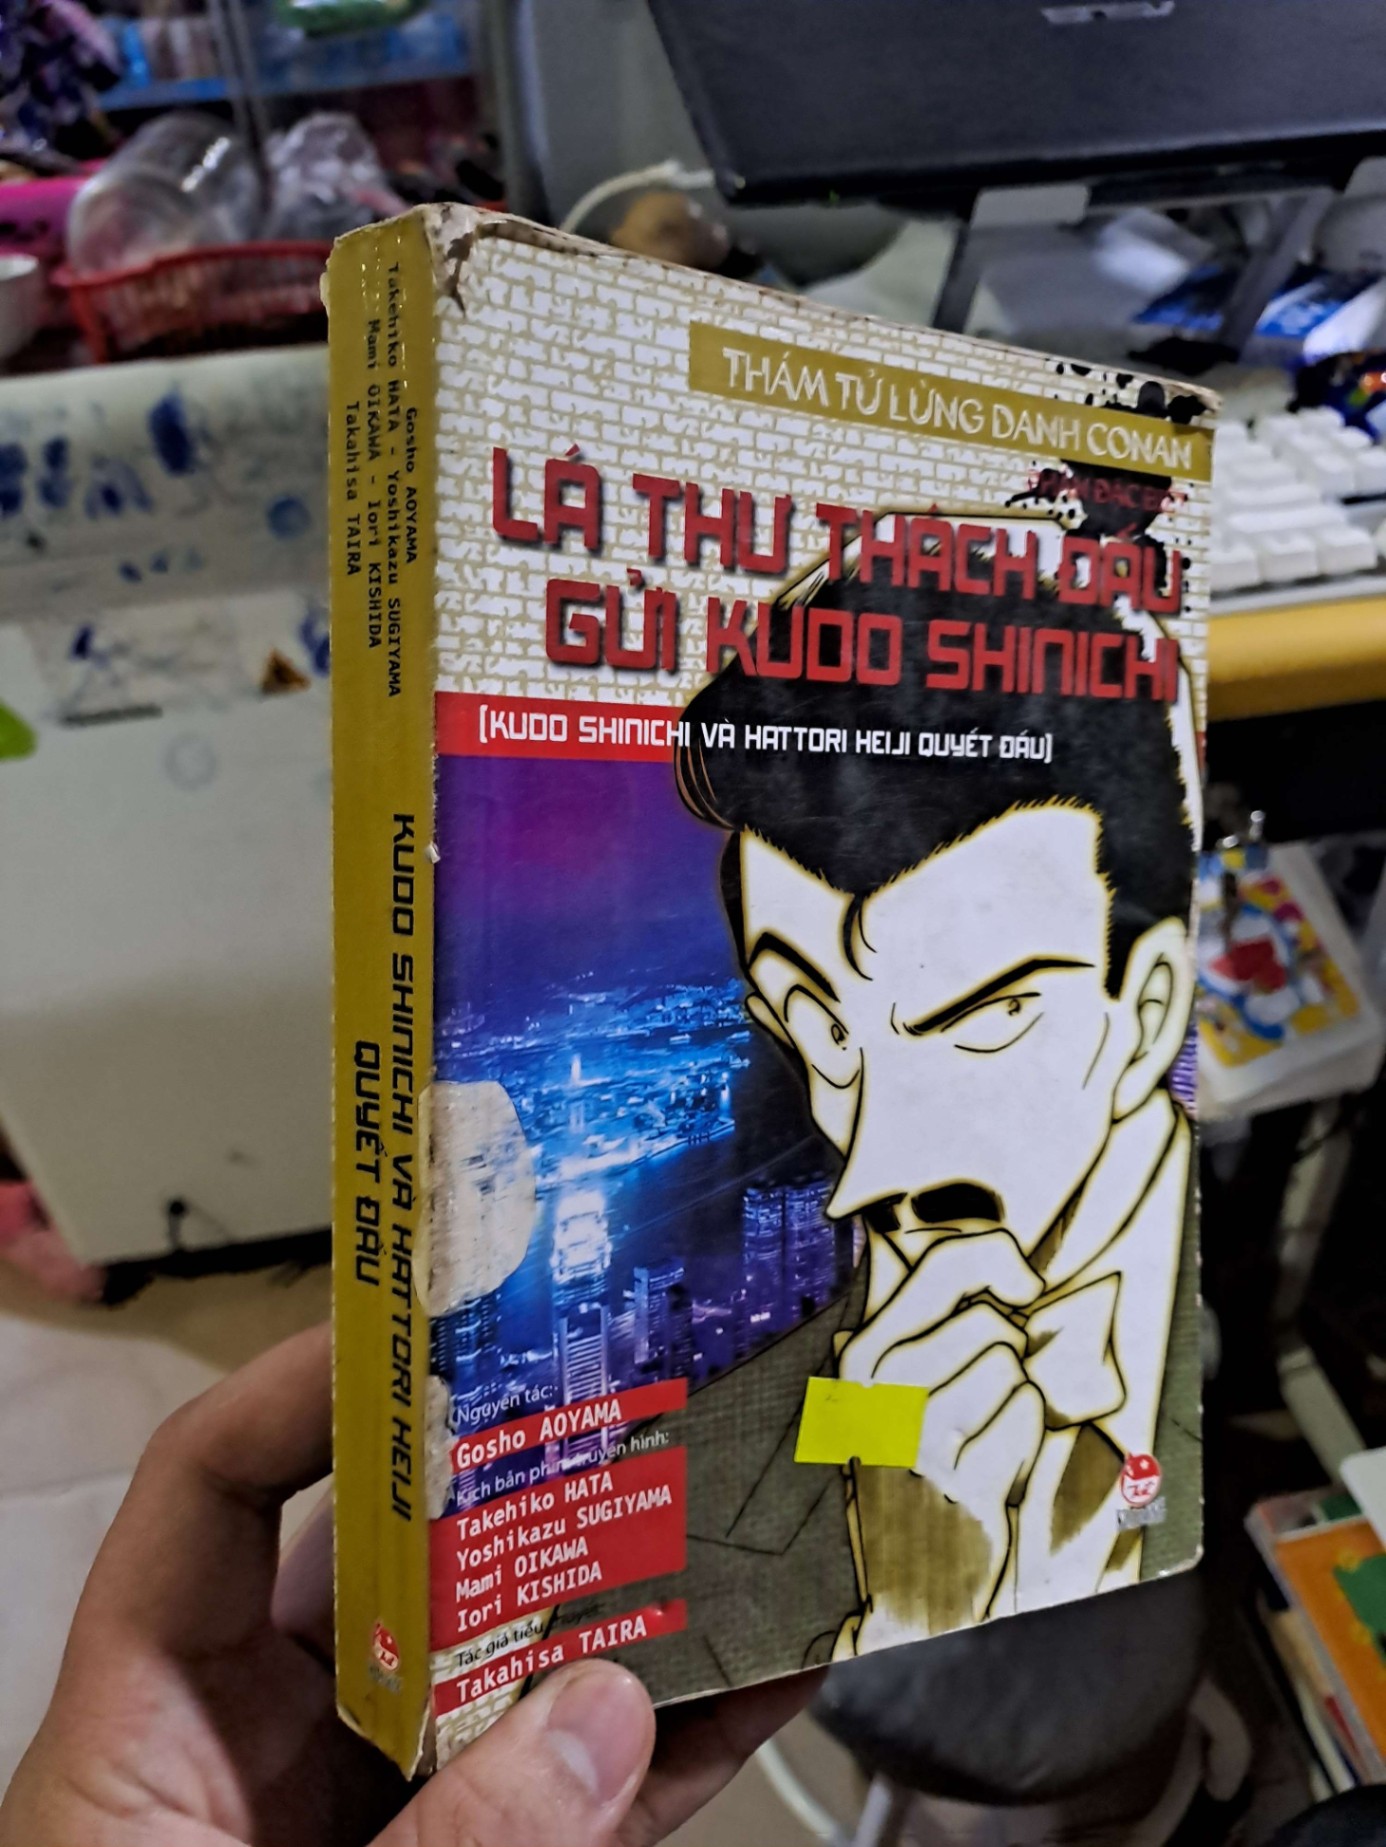 Gosho AOYAMA
Takehiko HATA - Yoshikazu SUGIYAMA
Mami OIKAWA - Iori KISHIDA
Takahisa TAIRA
KUDO SHINICHI VÀ HATTORI HEIJI
QUYẾT ĐẤU
THÁM TỬ LỪNG DANH CONAN
LÁ THƯ THÁCH ĐẤU
GỬI KUDO SHINICHI
(KUDO SHINICHI VÀ HATTORI HEIJI QUYẾT ĐẤU)
Nguyên tác:
Gosho AOYAMA
Kịch bản phim truyền hình:
Takehiko HATA
Yoshikazu SUGIYAMA
Mami OIKAWA
Iori KISHIDA
Tác giả tiểu thuyết:
Takahisa TAIRA